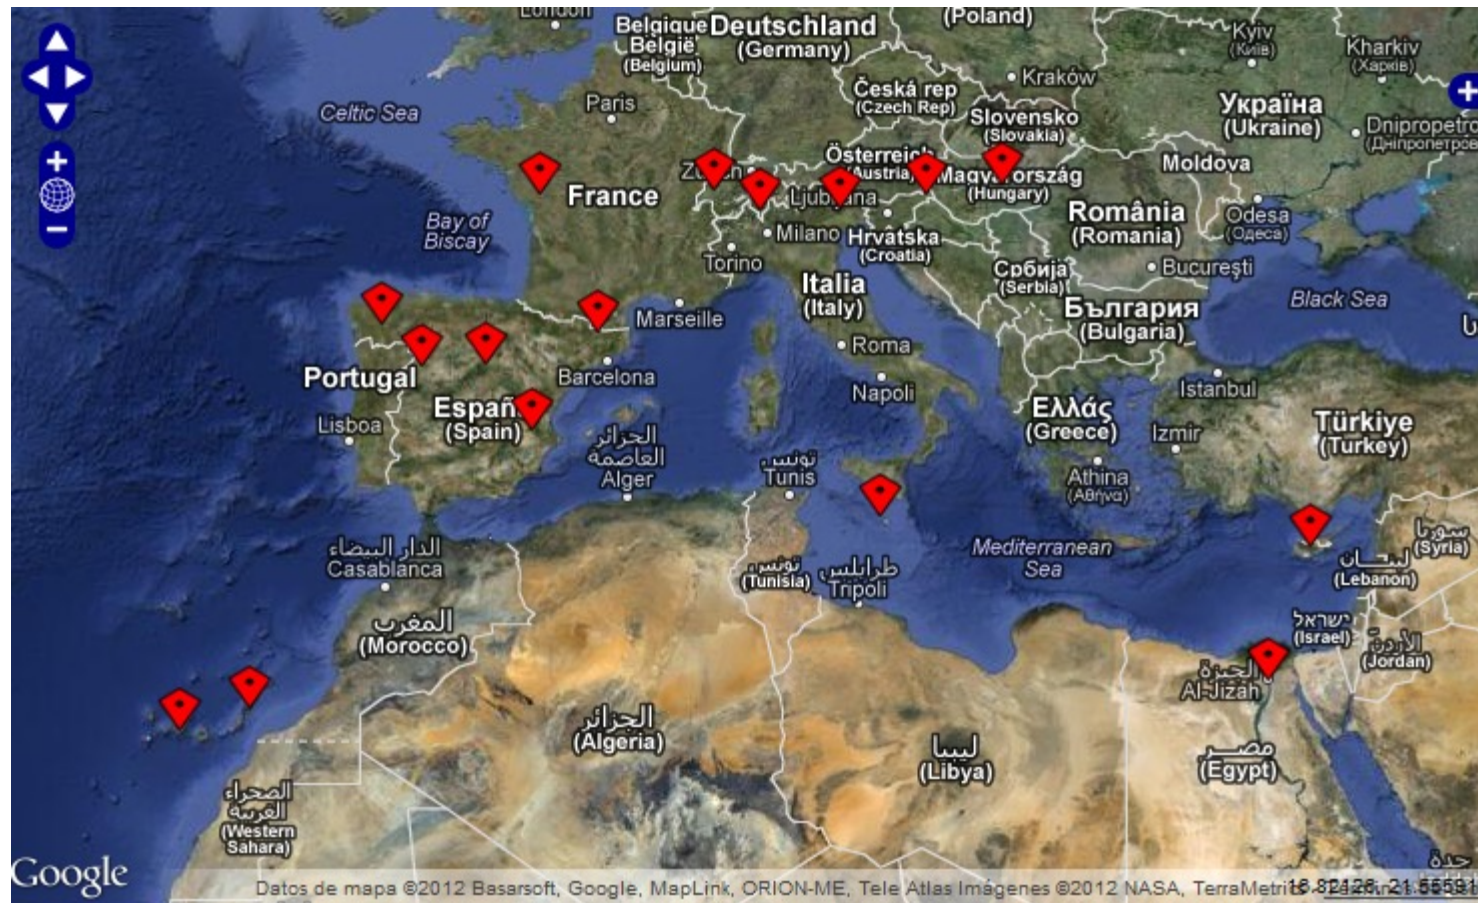 London
Belgique
België
(Belgium)
Deutschland
(Germany)
(Poland)
Kraków
Київ
Kyiv
(Київ)
Kharkiv
(Харків)
Celtic Sea
Paris
Česká rep
(Czech Rep)
Slovensko
(Slovakia)
Україна
(Ukraine)
Dnipropetro
(Дніпропетров
Österreich
(Austria)
Magyarország
(Hungary)
Moldova
France
Ljubljana
Bay of
Biscay
Milano
Torino
Hrvatska
(Croatia)
România
(Romania)
Odesa
(Одеса)
Italia
(Italy)
Србија
(Serbia)
Bucureşti
България
(Bulgaria)
Black Sea
Marseille
Roma
Napoli
Portugal
Barcelona
Lisboa
(Spain)
Istanbul
Ελλάς
(Greece)
Izmir
Türkiye
(Turkey)
الجزائر
العاصمة
Alger
تونس
Tunis
Athina
(Αθήνα)
الدار البيضاء
Casablanca
تونس
(Tunisia)
طرابلس
Tripoli
Mediterranean
Sea
سوريا
(Syria)
لبنان
(Lebanon)
المغرب
(Morocco)
ישראל
(Israel)
الأردن
(Jordan)
الجيزة
Al-Jizah
الجزائر
(Algeria)
ليبيا
(Libya)
مصر
(Egypt)
الصحراء
الغربية
(Western
Sahara)
جدة
Google
Datos de mapa ©2012 Basarsoft, Google, MapLink, ORION-ME, Tele Atlas Imágenes ©2012 NASA, TerraMetrics